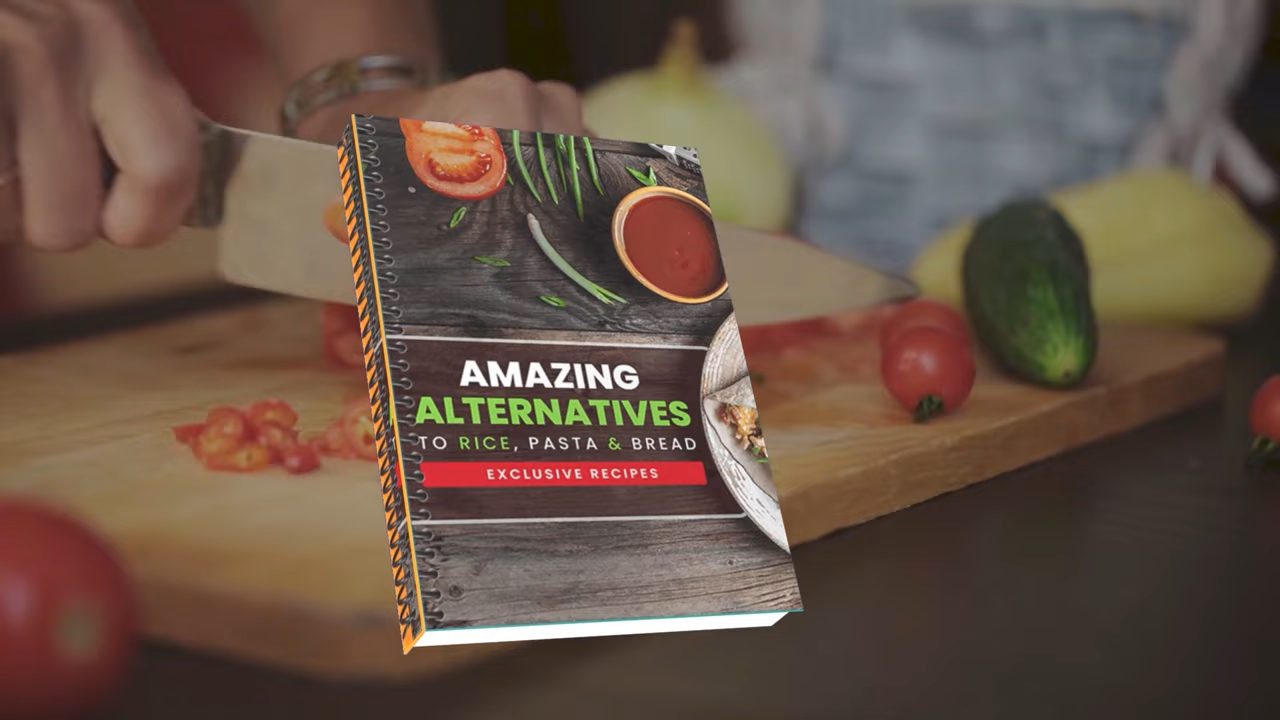 AMAZING
ALTERNATIVES
TO RICE, PASTA & BREAD
EXCLUSIVE RECIPES